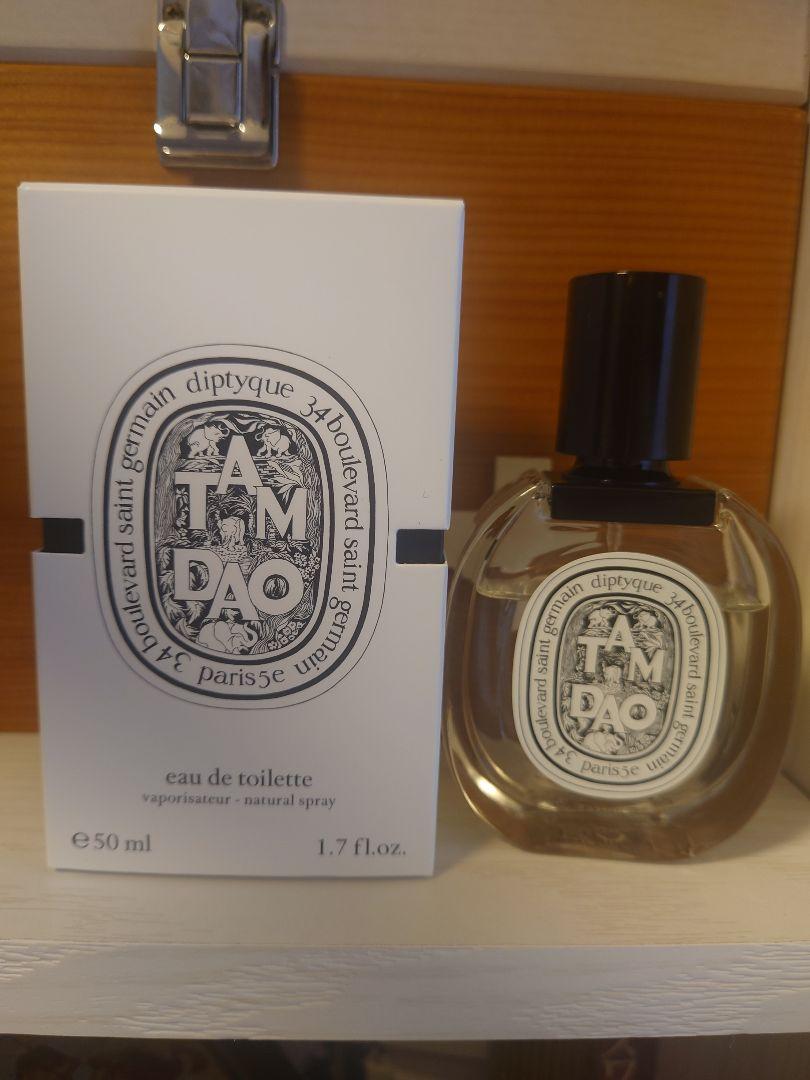 diptyque 34 boulevard saint germain paris5e 34 boulevard saint germain
TAM
DAO
eau de toilette
vaporisateur - natural spray
℮ 50 ml 1.7 fl.oz.
diptyque 34 boulevard saint germain paris5e 34 boulevard saint germain
TAM
DAO